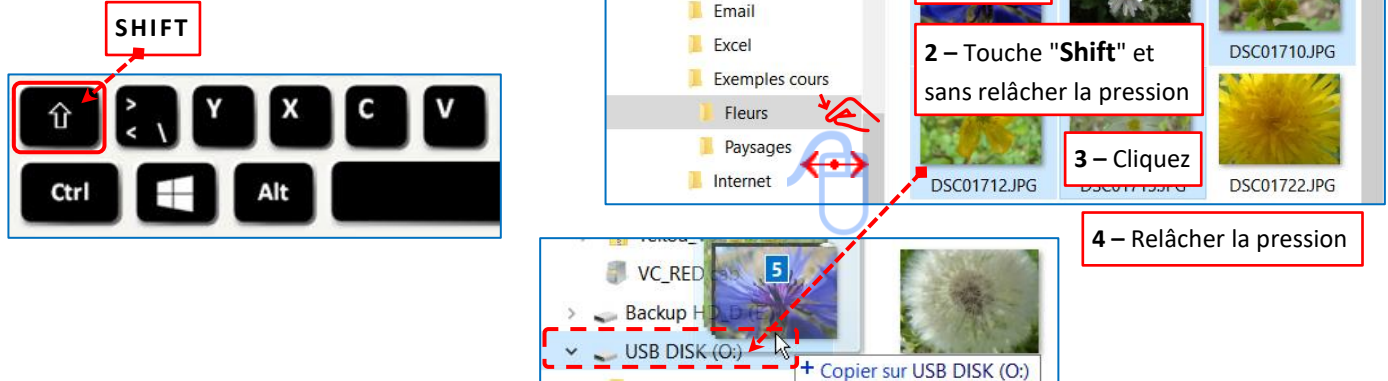 SHIFT
>
< \
Y
X
C
V
Ctrl
Alt
Email
Excel
Exemples cours
Fleurs
Paysages
Internet
2 – Touche "Shift" et
sans relâcher la pression
DSC01710.JPG
3 – Cliquez
DSC01712.JPG
DSC01722.JPG
4 – Relâcher la pression
VC_RED
5
Backup HD_D (E:)
USB DISK (O:)
+ Copier sur USB DISK (O:)